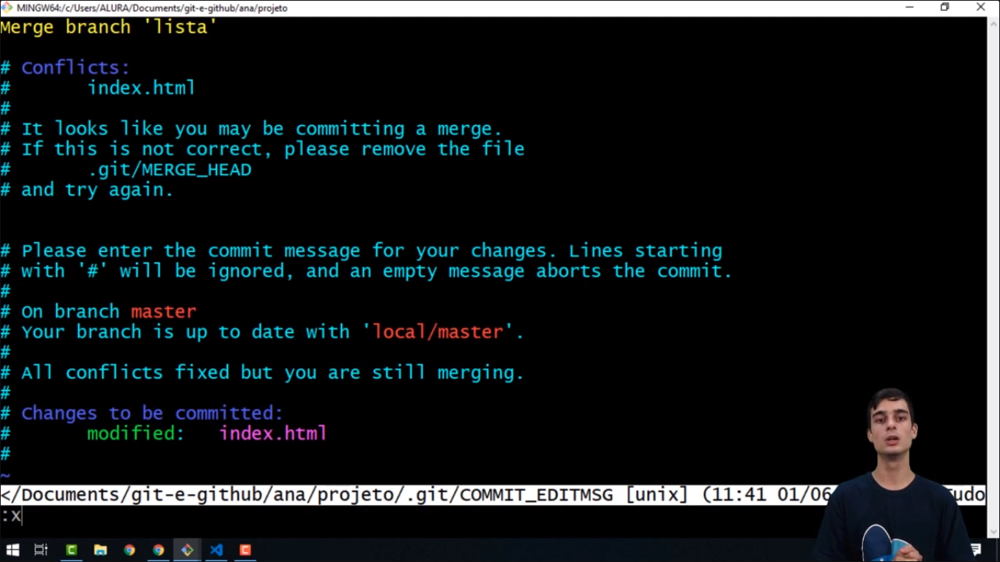 MINGW64:/c/Users/ALURA/Documents/git-e-github/ana/projeto
Merge branch 'lista'
# Conflicts:
#       index.html
#
# It looks like you may be committing a merge.
# If this is not correct, please remove the file
#       .git/MERGE_HEAD
# and try again.
# Please enter the commit message for your changes. Lines starting
# with '#' will be ignored, and an empty message aborts the commit.
#
# On branch master
# Your branch is up to date with 'local/master'.
#
# All conflicts fixed but you are still merging.
#
# Changes to be committed:
#       modified:   index.html
#
~
</Documents/git-e-github/ana/projeto/.git/COMMIT_EDITMSG [unix] (11:41 01/06
:x